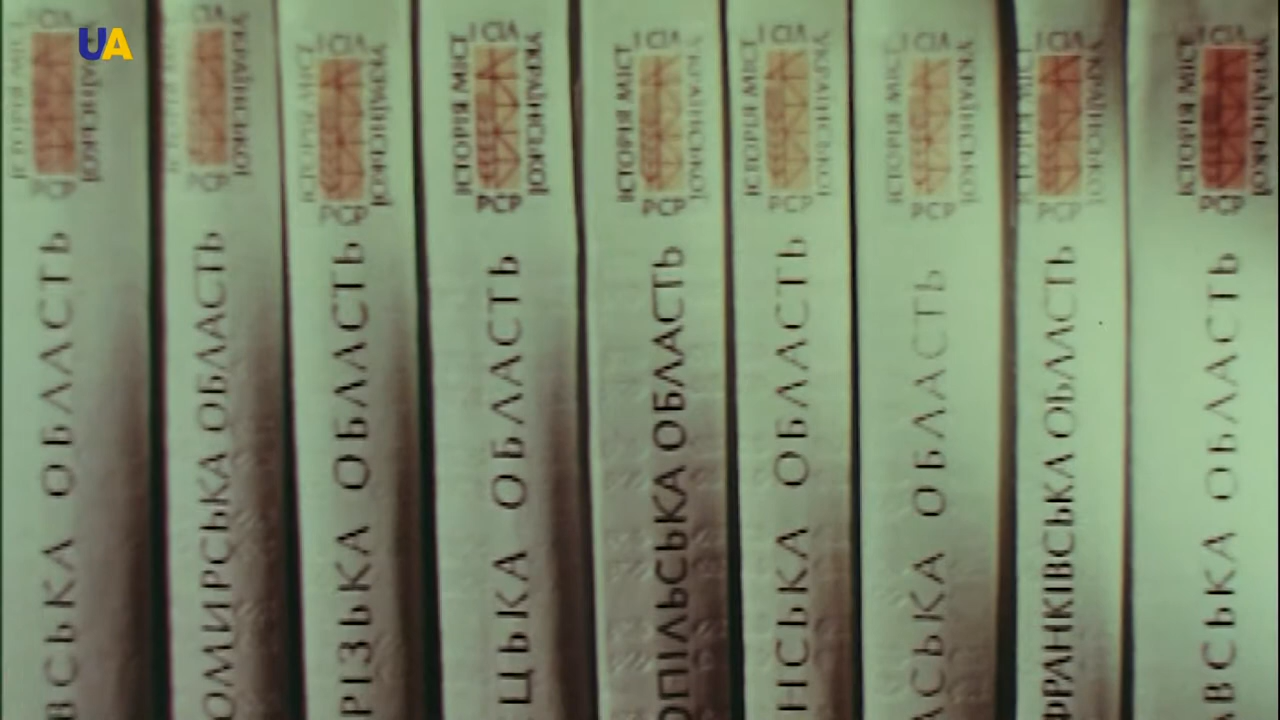 UA
І СІЛ
ІСТОРІЯ МІСТ
УКРАЇНСЬКОЇ
РСР
ВСЬКА ОБЛАСТЬ
І СІЛ
УКРАЇНСЬКОЇ
РСР
ОМИРСЬКА ОБЛАСТЬ
І СІЛ
ІСТОРІЯ МІСТ
УКРАЇНСЬКОЇ
РСР
РІЗЬКА ОБЛАСТЬ
І СІЛ
ІСТОРІЯ МІСТ
УКРАЇНСЬКОЇ
РСР
ЦЬКА ОБЛАСТЬ
І СІЛ
ІСТОРІЯ МІСТ
УКРАЇНСЬКОЇ
РСР
ОПІЛЬСЬКА ОБЛАСТЬ
І СІЛ
ІСТОРІЯ МІСТ
УКРАЇНСЬКОЇ
РСР
НСЬКА ОБЛАСТЬ
І СІЛ
ІСТОРІЯ МІСТ
УКРАЇНСЬКОЇ
РСР
АСЬКА ОБЛАСТЬ
І СІЛ
ІСТОРІЯ МІСТ
УКРАЇНСЬКОЇ
РСР
ФРАНКІВСЬКА ОБЛАСТЬ
І СІЛ
ІСТОРІЯ МІСТ
УКРАЇНСЬКОЇ
РСР
ВСЬКА ОБЛАСТЬ